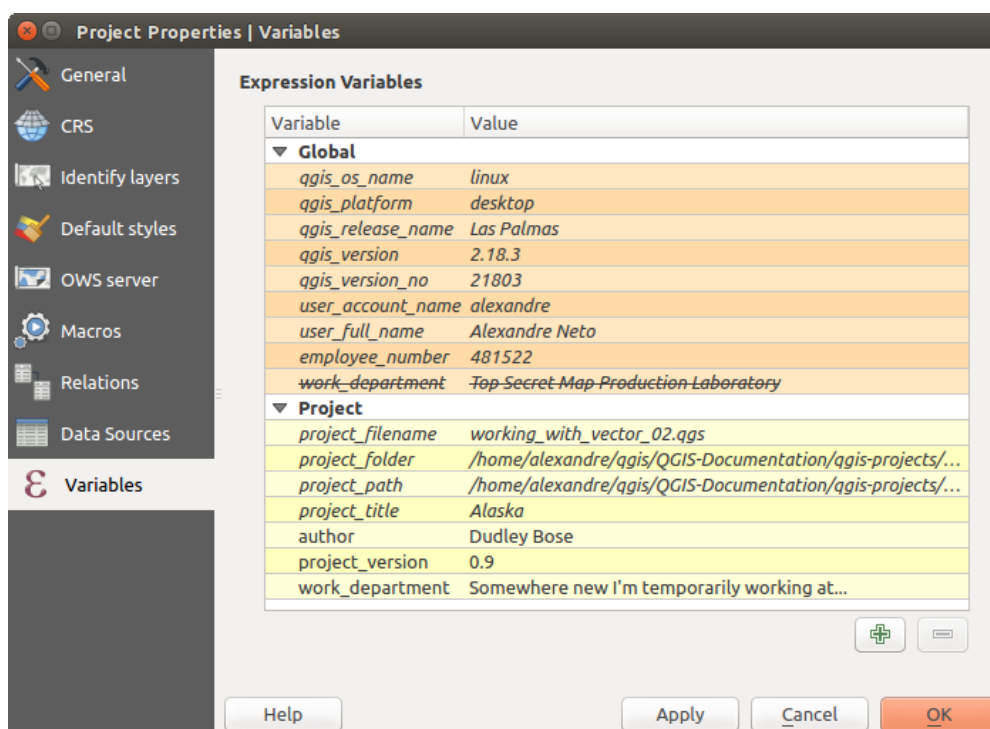 Project Properties | Variables
General
CRS
Identify layers
Default styles
OWS server
Macros
Relations
Data Sources
Variables
Expression Variables
Variable Value
Global
qgis_os_name linux
qgis_platform desktop
qgis_release_name Las Palmas
qgis_version 2.18.3
qgis_version_no 21803
user_account_name alexandre
user_full_name Alexandre Neto
employee_number 481522
work_department Top Secret Map Production Laboratory
Project
project_filename working_with_vector_02.qgs
project_folder /home/alexandre/qgis/QGIS-Documentation/qgis-projects/...
project_path /home/alexandre/qgis/QGIS-Documentation/qgis-projects/...
project_title Alaska
author Dudley Bose
project_version 0.9
work_department Somewhere new I'm temporarily working at...
Help Apply Cancel OK